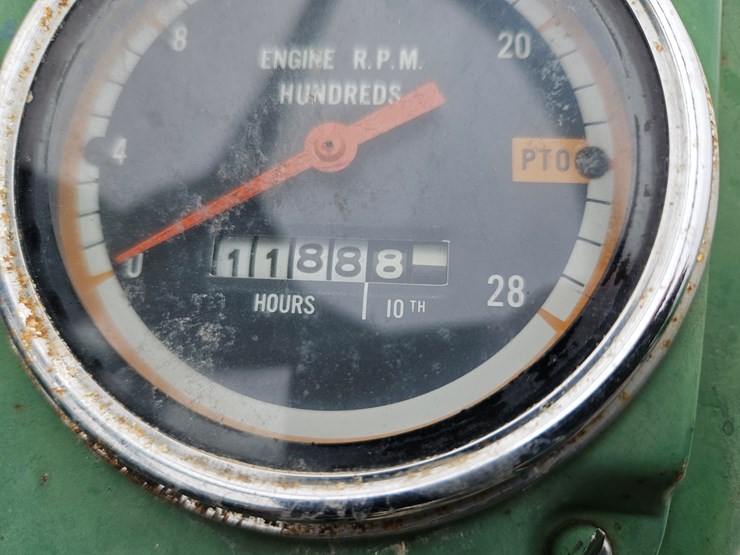 8
ENGINE R.P.M.
20
HUNDREDS
4
PTO
0
11888
28
HOURS
10TH